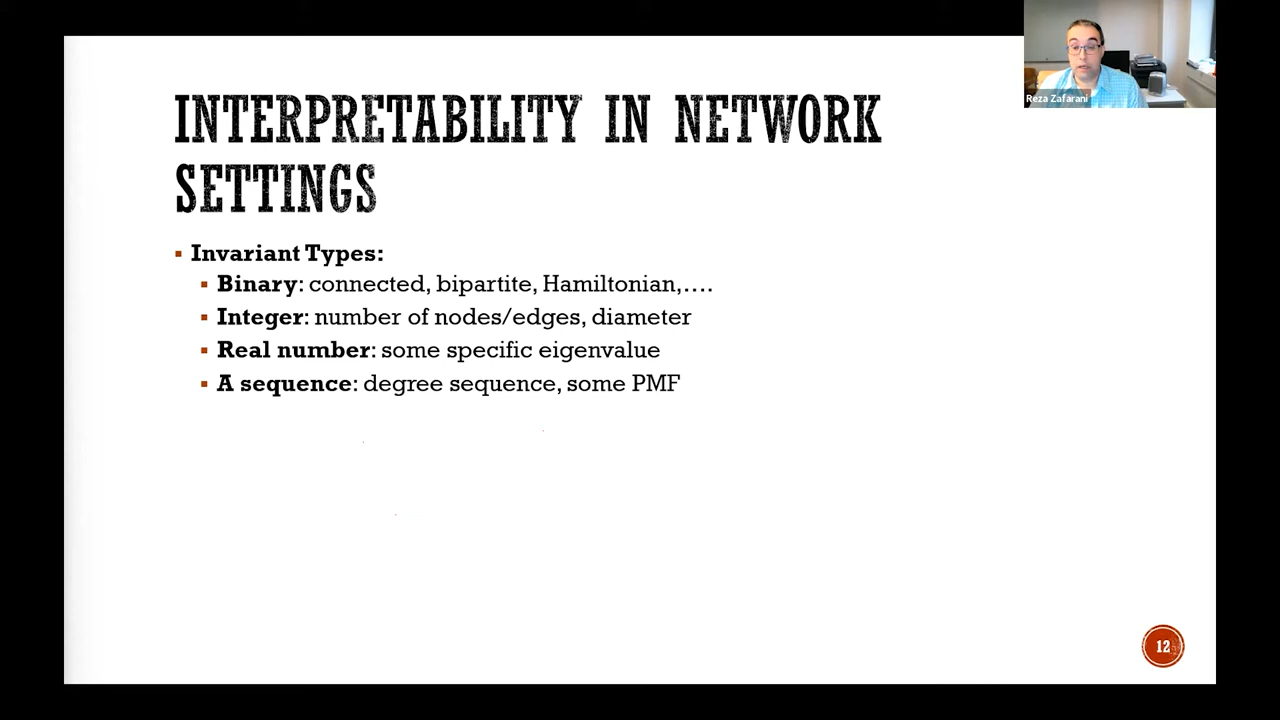 INTERPRETABILITY IN NETWORK
SETTINGS
Invariant Types:
Binary: connected, bipartite, Hamiltonian,....
Integer: number of nodes/edges, diameter
Real number: some specific eigenvalue
A sequence: degree sequence, some PMF
Reza Zafarani
12